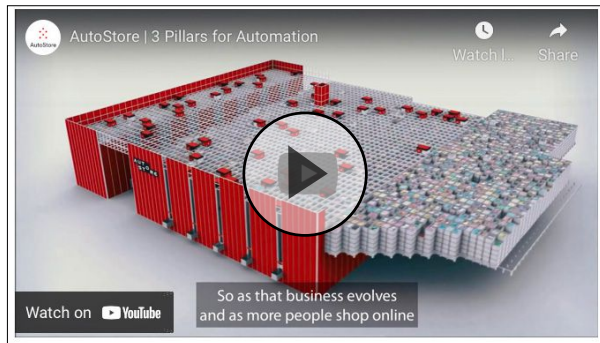 AutoStore
AutoStore | 3 Pillars for Automation
Watch l..
Share
So as that business evolves
and as more people shop online
Watch on YouTube